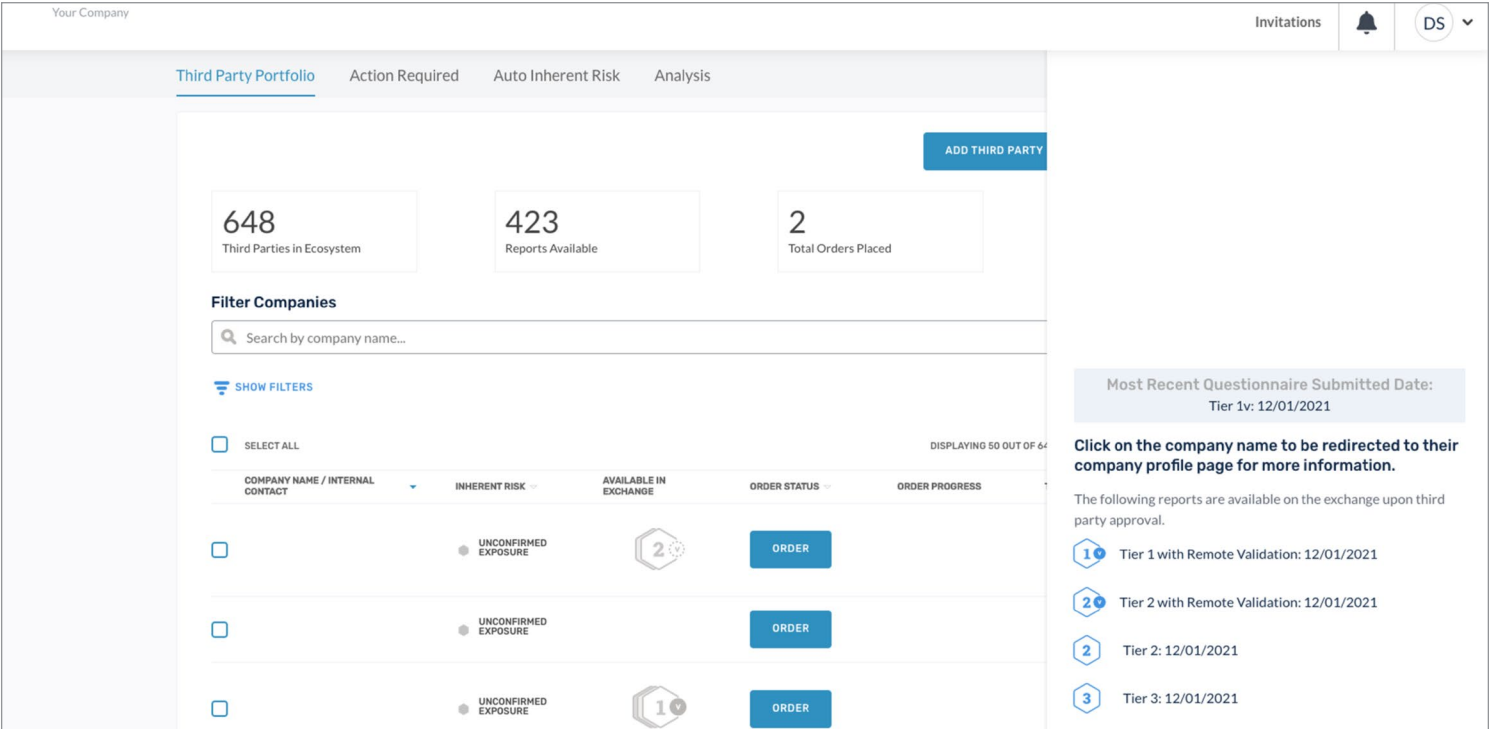 Your Company
Invitations
DS
Third Party Portfolio Action Required Auto Inherent Risk Analysis
ADD THIRD PARTY
648
Third Parties in Ecosystem
423
Reports Available
2
Total Orders Placed
Filter Companies
Search by company name...
SHOW FILTERS
SELECT ALL
DISPLAYING 50 OUT OF 64
COMPANY NAME / INTERNAL
CONTACT
INHERENT RISK
AVAILABLE IN
EXCHANGE
ORDER STATUS
ORDER PROGRESS
UNCONFIRMED
EXPOSURE
2 v
ORDER
UNCONFIRMED
EXPOSURE
ORDER
UNCONFIRMED
EXPOSURE
1 v
ORDER
Most Recent Questionnaire Submitted Date:
Tier 1v: 12/01/2021
Click on the company name to be redirected to their
company profile page for more information.
The following reports are available on the exchange upon third
party approval.
1 v Tier 1 with Remote Validation: 12/01/2021
2 v Tier 2 with Remote Validation: 12/01/2021
2 Tier 2: 12/01/2021
3 Tier 3: 12/01/2021